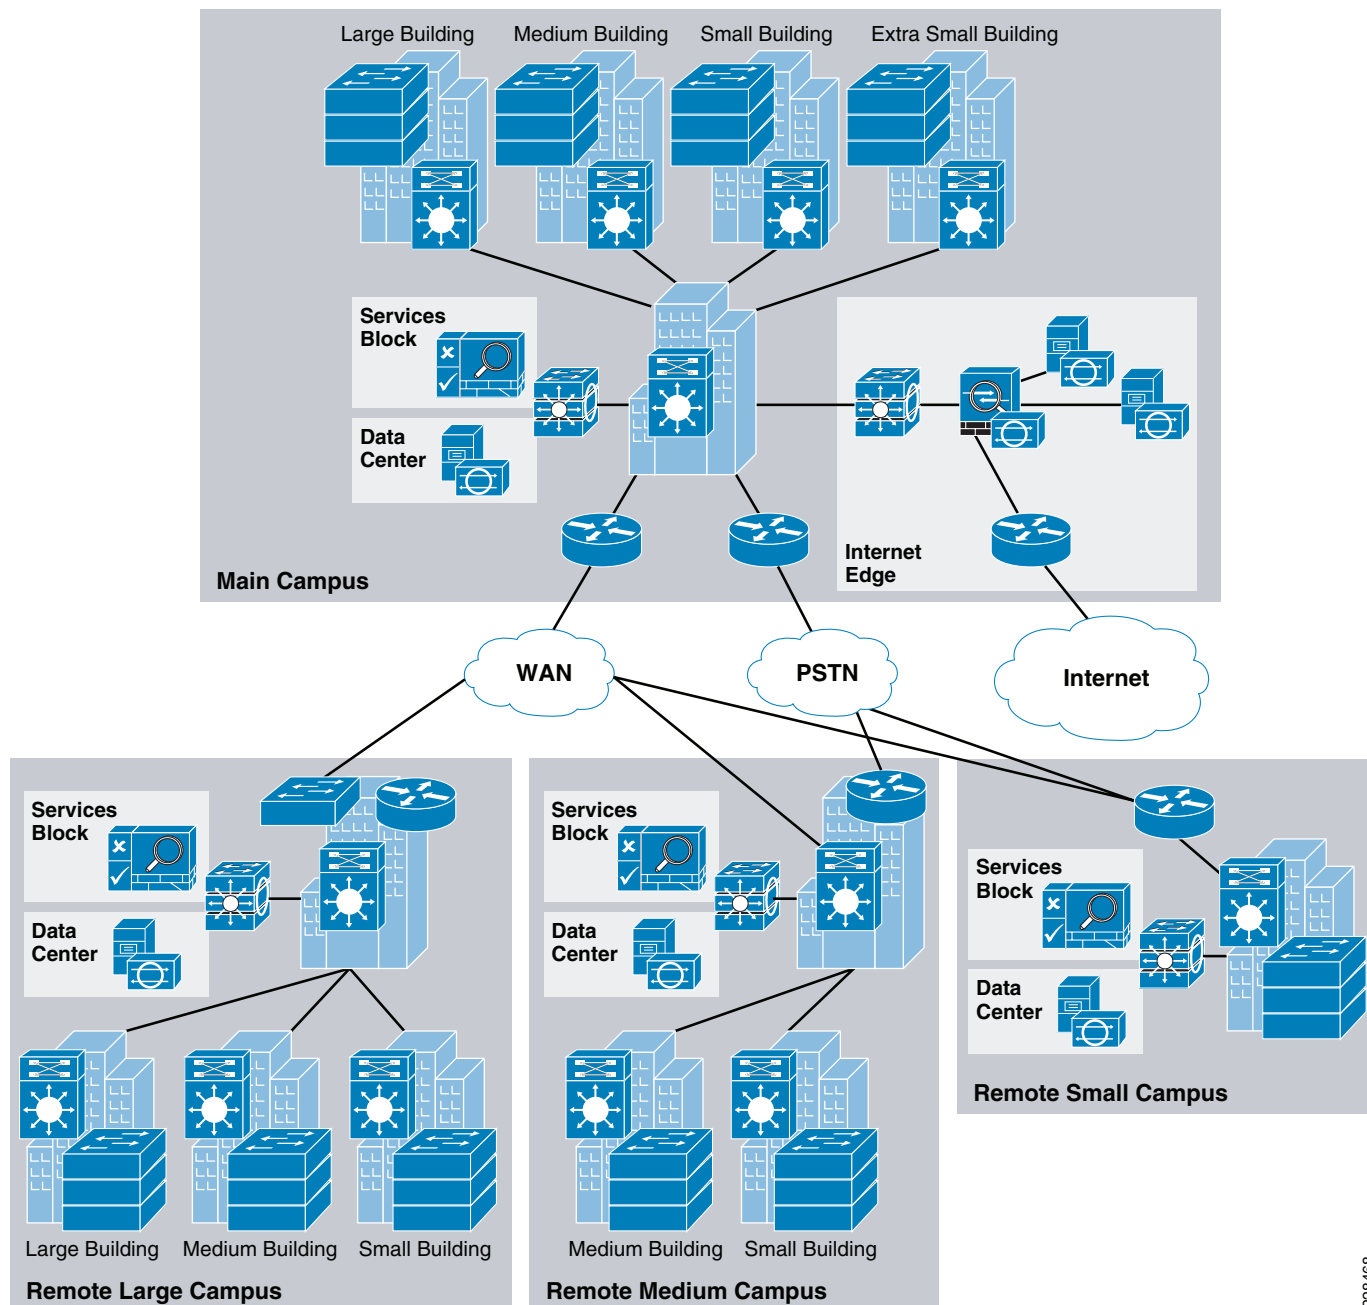 Large Building
Medium Building
Small Building
Extra Small Building
Services
Block
Data
Center
Internet
Edge
Main Campus
WAN
PSTN
Internet
Services
Block
Data
Center
Large Building
Medium Building
Small Building
Remote Large Campus
Services
Block
Data
Center
Medium Building
Small Building
Remote Medium Campus
Services
Block
Data
Center
Remote Small Campus